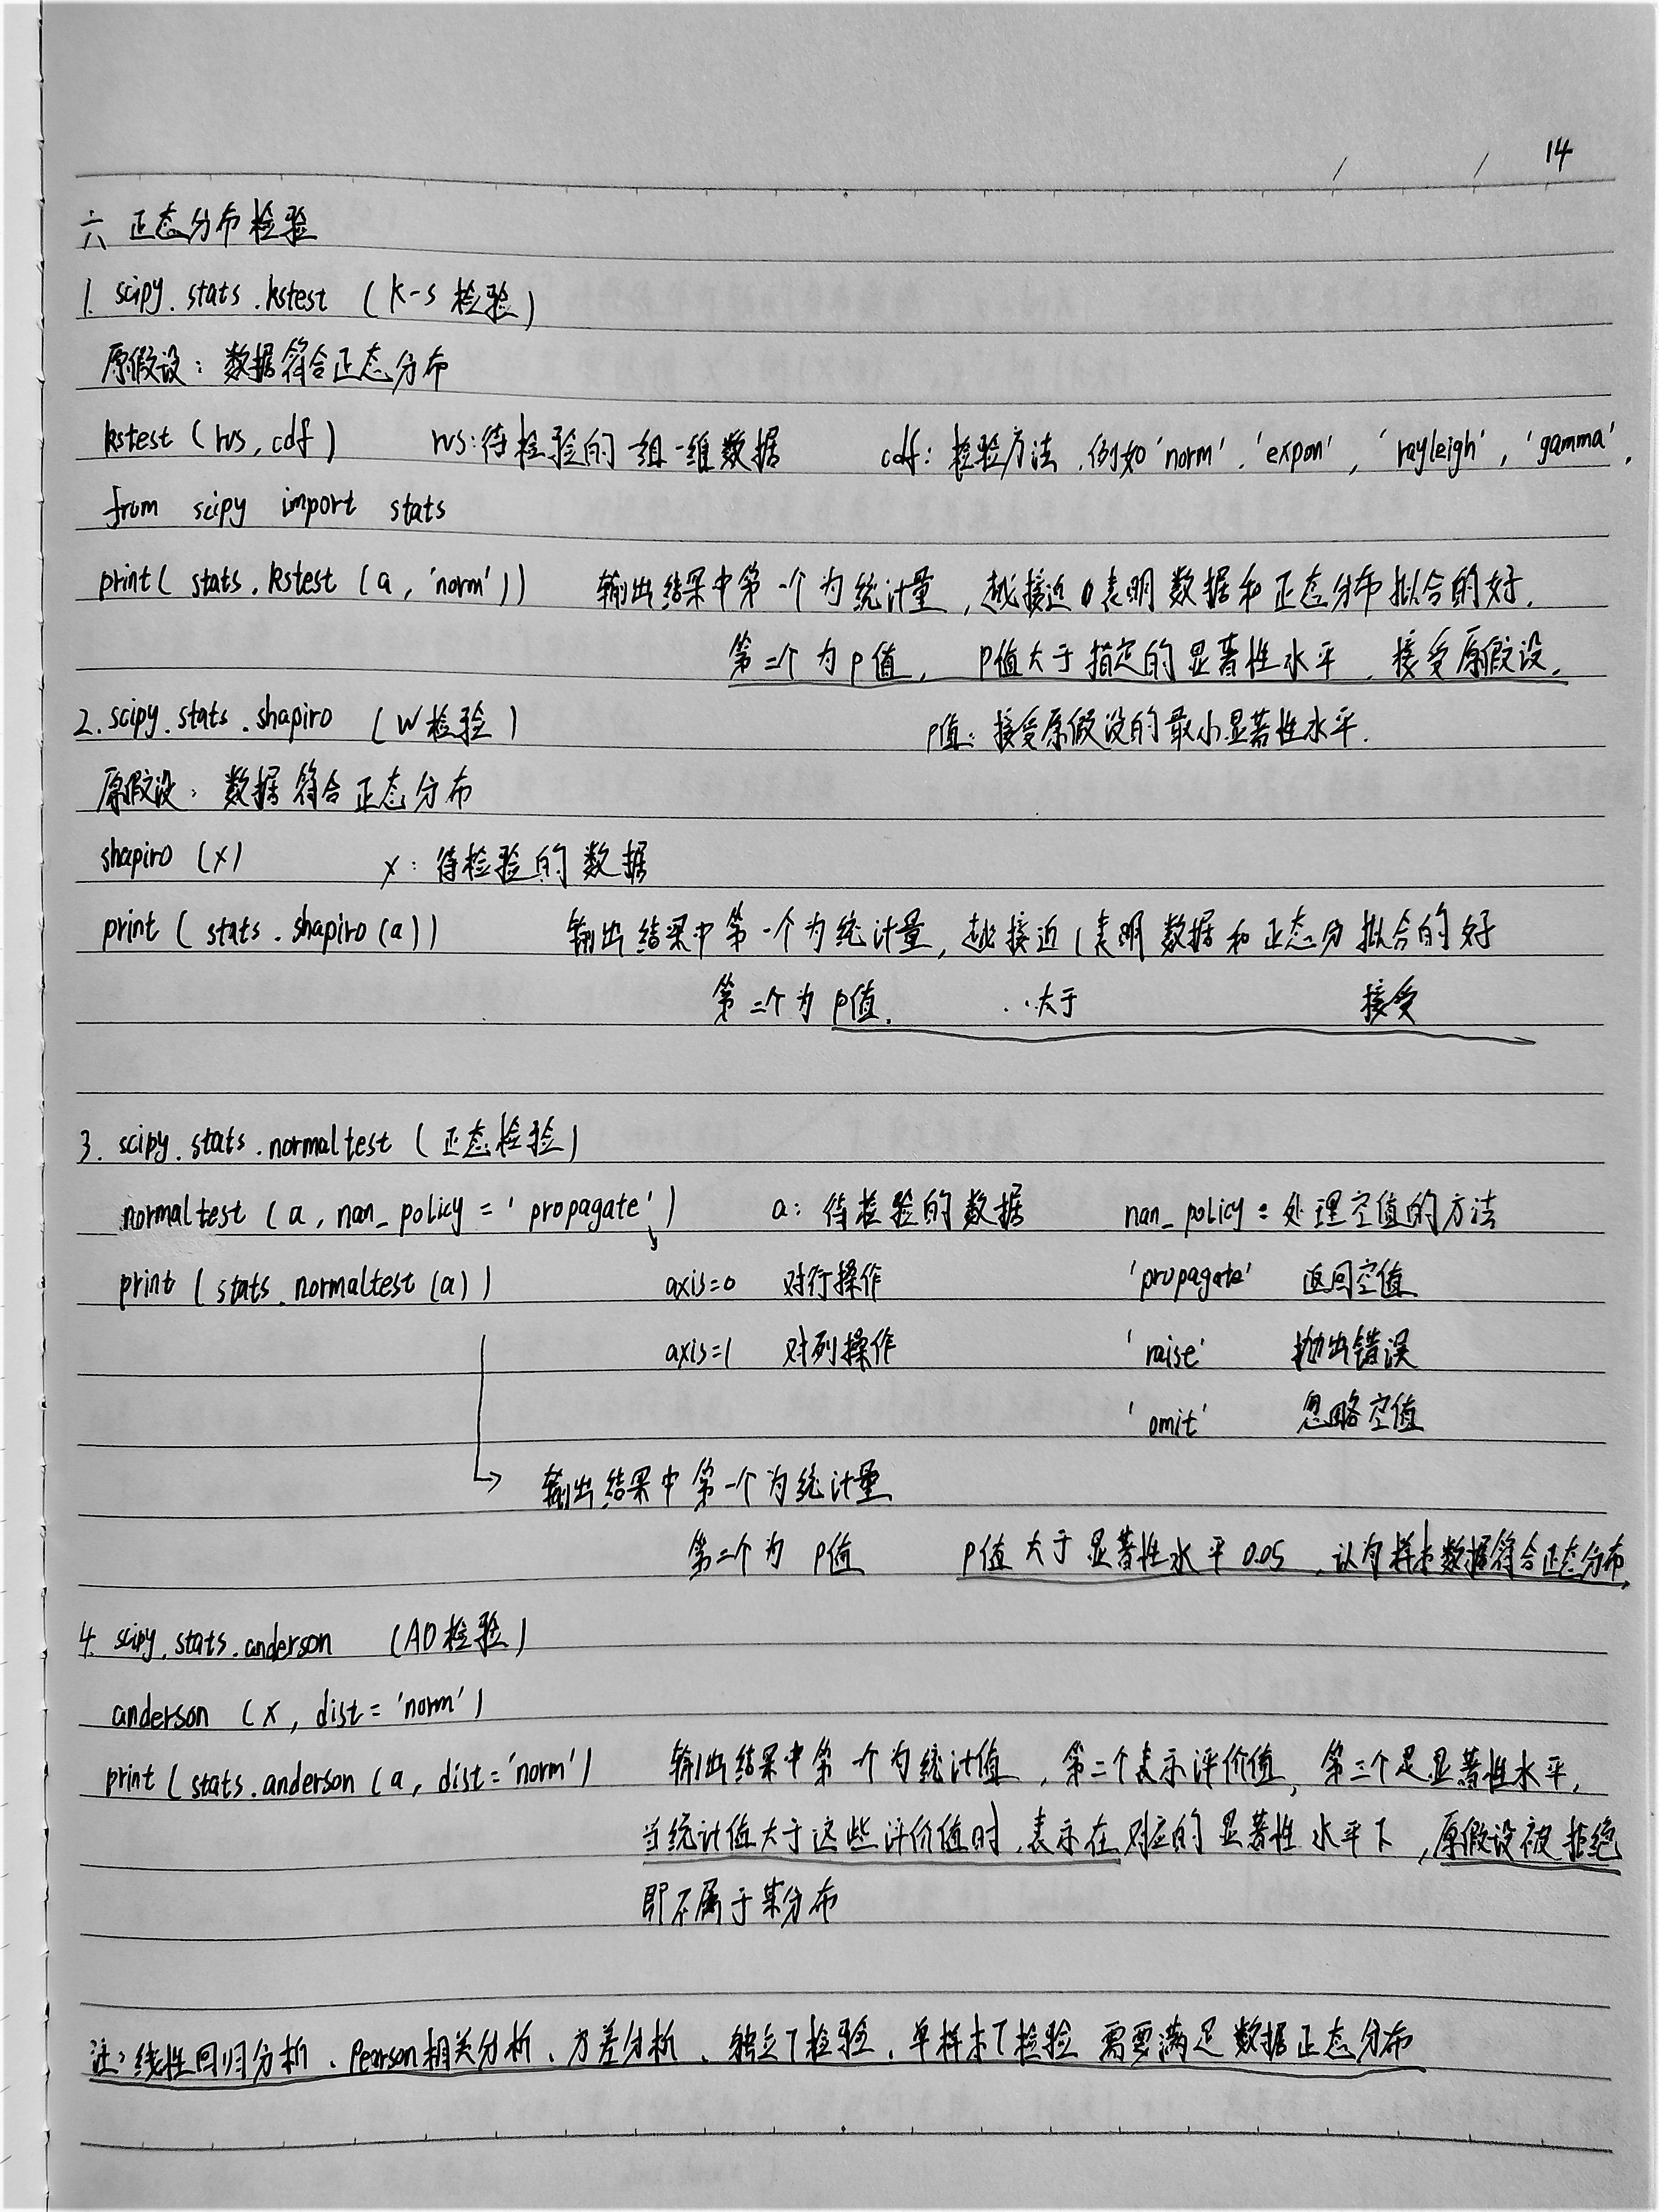 14
六 正态分布检验
1. scipy.stats.kstest (k-s 检验)
原假设：数据符合正态分布
kstest (rvs, cdf) rvs:待检验的一组一维数据 cdf：检验方法，例如'norm'，'expon'，'rayleigh'，'gamma'，
from scipy import stats
print( stats.kstest (a, 'norm')) 输出结果中第一个为统计量，越接近0表明数据和正态分布拟合的好.
第二个为p值， P值大于指定的显著性水平，接受原假设。
2. scipy.stats.shapiro (W检验) P值：接受原假设的最小显著性水平.
原假设：数据符合正态分布
shapiro (x) x：待检验的数据
print ( stats.shapiro (a)) 输出结果中第一个为统计量，越接近1表明数据和正态分拟合的好
第二个为p值. 大于 接受
3. scipy.stats.normaltest (正态检验)
normaltest (a, nan_policy = 'propagate') a：待检验的数据 nan_policy：处理空值的方法
print ( stats.normaltest (a)) axis=0 对行操作 'propagate' 返回空值
axis=1 对列操作 'raise' 抛出错误
'omit' 忽略空值
输出结果中第一个为统计量
第二个为 p值 p值大于显著性水平0.05，认为样本数据符合正态分布
4. scipy.stats.anderson (AD检验)
anderson (x, dist='norm')
print ( stats.anderson (a, dist='norm') 输出结果中第一个为统计值，第二个表示评价值，第三个是显著性水平，
当统计值大于这些评价值时，表示在对应的显著性水平下，原假设被拒绝
即不属于某分布
注：线性回归分析、Pearson相关分析、方差分析、独立T检验、单样本T检验 需要满足数据正态分布